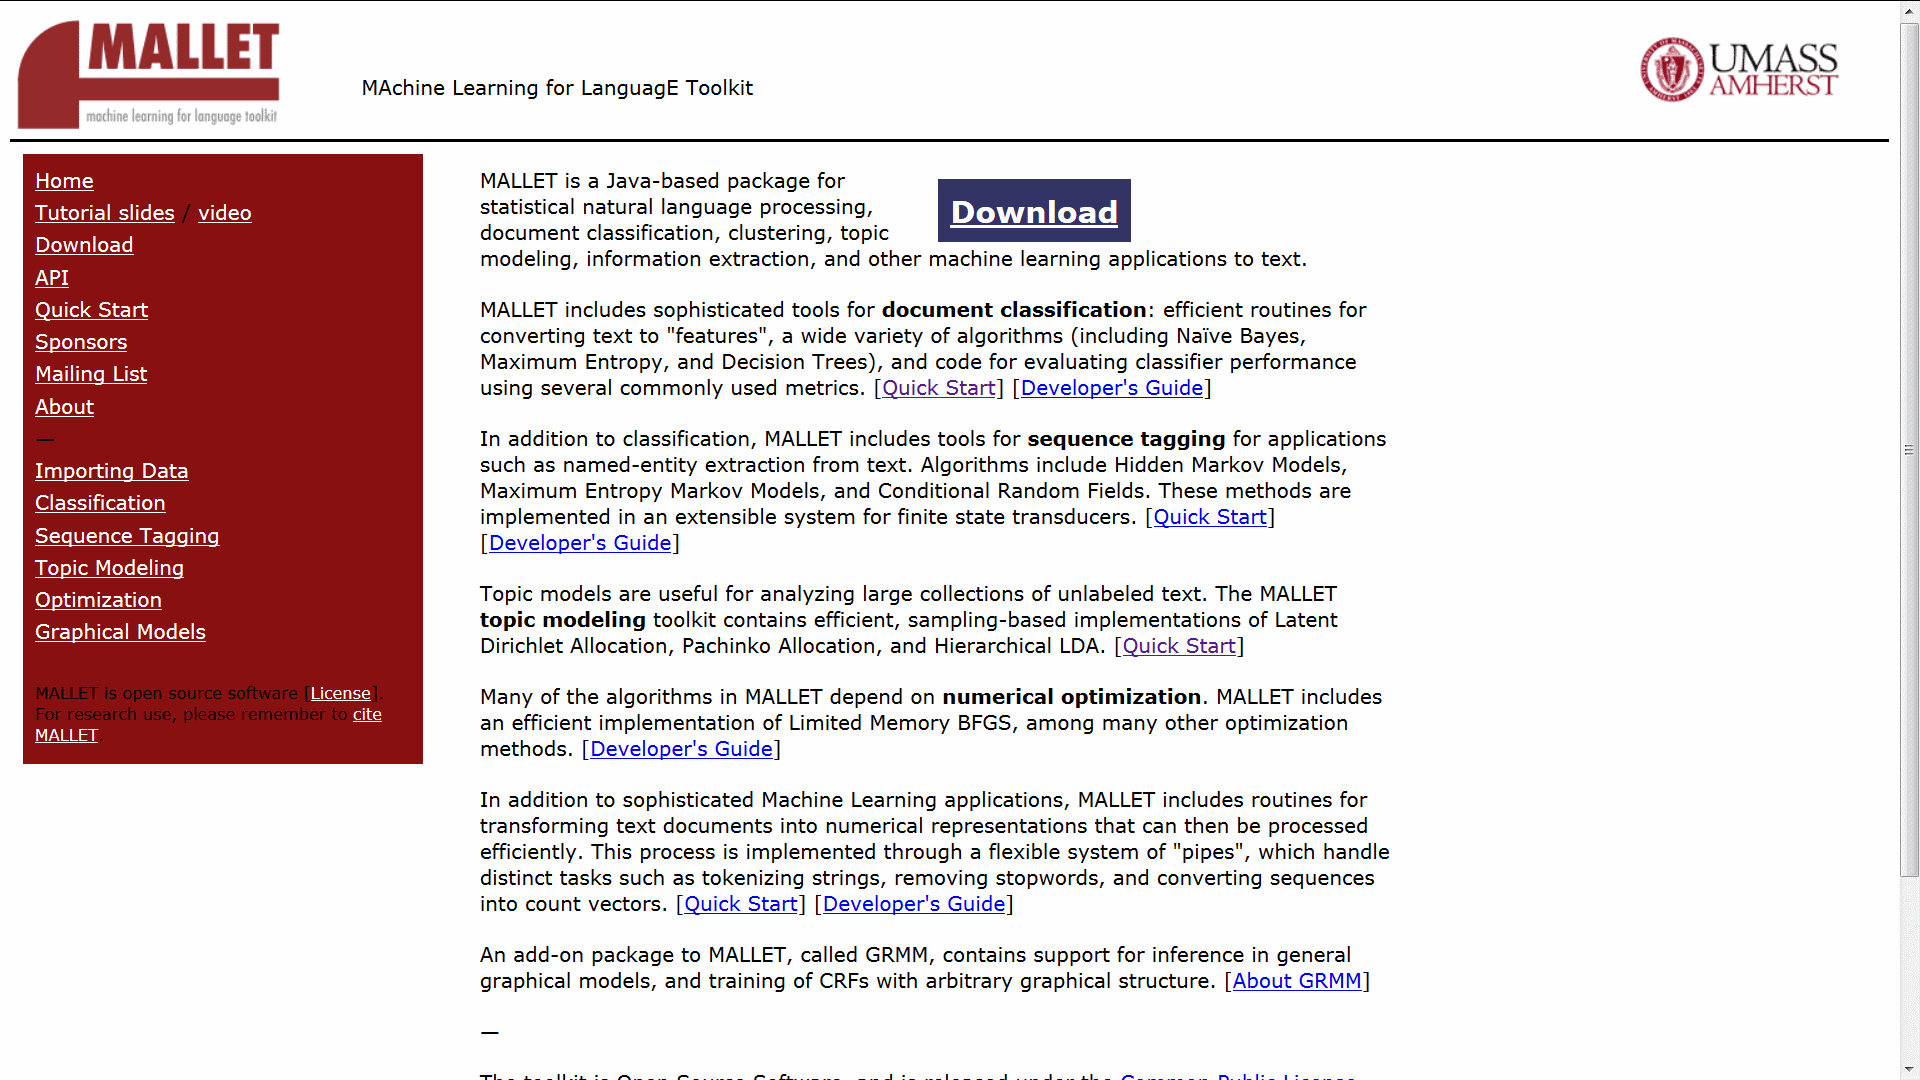 MALLET
machine learning for language toolkit
MAchine Learning for LanguagE Toolkit
UMASS
AMHERST
Home
Tutorial slides / video
Download
API
Quick Start
Sponsors
Mailing List
About
—
Importing Data
Classification
Sequence Tagging
Topic Modeling
Optimization
Graphical Models
MALLET is open source software [License].
For research use, please remember to cite
MALLET.
MALLET is a Java-based package for
statistical natural language processing,
document classification, clustering, topic
modeling, information extraction, and other machine learning applications to text.
Download
MALLET includes sophisticated tools for document classification: efficient routines for
converting text to "features", a wide variety of algorithms (including Naïve Bayes,
Maximum Entropy, and Decision Trees), and code for evaluating classifier performance
using several commonly used metrics. [Quick Start] [Developer's Guide]
In addition to classification, MALLET includes tools for sequence tagging for applications
such as named-entity extraction from text. Algorithms include Hidden Markov Models,
Maximum Entropy Markov Models, and Conditional Random Fields. These methods are
implemented in an extensible system for finite state transducers. [Quick Start]
[Developer's Guide]
Topic models are useful for analyzing large collections of unlabeled text. The MALLET
topic modeling toolkit contains efficient, sampling-based implementations of Latent
Dirichlet Allocation, Pachinko Allocation, and Hierarchical LDA. [Quick Start]
Many of the algorithms in MALLET depend on numerical optimization. MALLET includes
an efficient implementation of Limited Memory BFGS, among many other optimization
methods. [Developer's Guide]
In addition to sophisticated Machine Learning applications, MALLET includes routines for
transforming text documents into numerical representations that can then be processed
efficiently. This process is implemented through a flexible system of "pipes", which handle
distinct tasks such as tokenizing strings, removing stopwords, and converting sequences
into count vectors. [Quick Start] [Developer's Guide]
An add-on package to MALLET, called GRMM, contains support for inference in general
graphical models, and training of CRFs with arbitrary graphical structure. [About GRMM]
—
The toolkit is Open Source Software, and is released under the Common Public License.